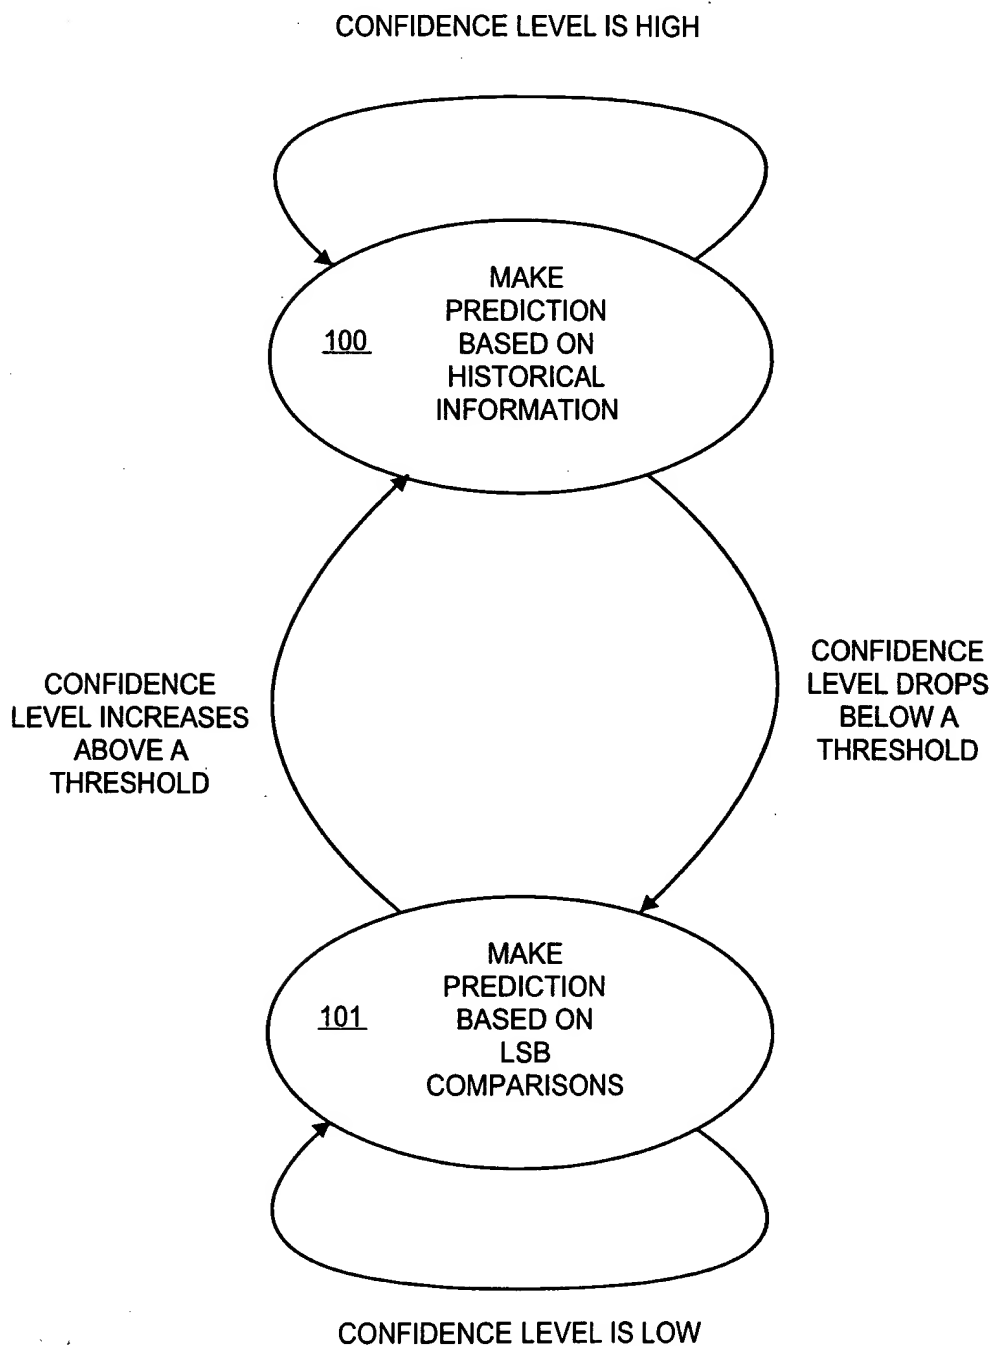 CONFIDENCE LEVEL IS HIGH
MAKE
PREDICTION
BASED ON
HISTORICAL
INFORMATION
100
CONFIDENCE
LEVEL INCREASES
ABOVE A
THRESHOLD
CONFIDENCE
LEVEL DROPS
BELOW A
THRESHOLD
MAKE
PREDICTION
BASED ON
LSB
COMPARISONS
101
CONFIDENCE LEVEL IS LOW